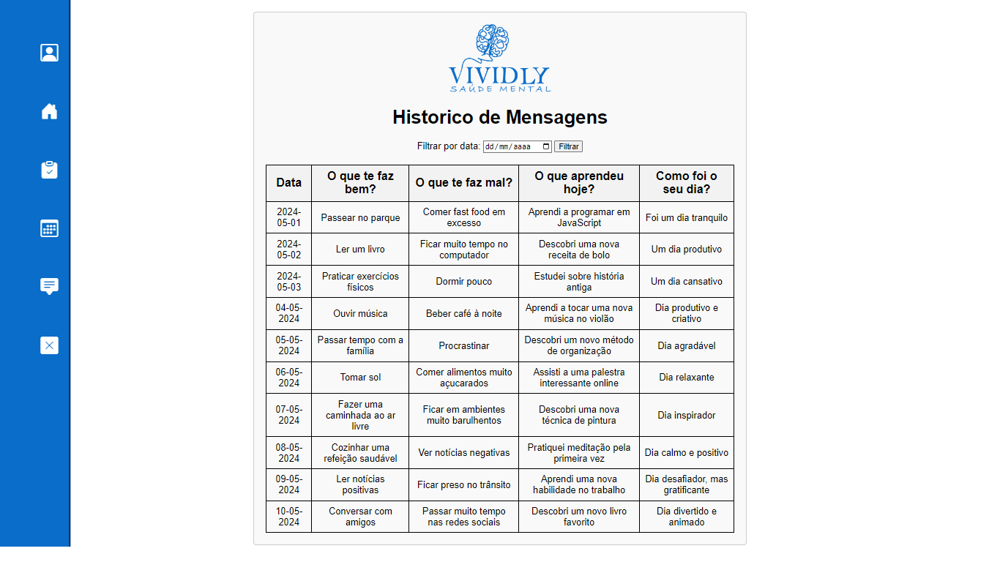 VIVIDLY
SAÚDE MENTAL
Historico de Mensagens
Filtrar por data: dd/mm/aaaa Filtrar
Data O que te faz bem? O que te faz mal? O que aprendeu hoje? Como foi o seu dia?
2024-05-01 Passear no parque Comer fast food em excesso Aprendi a programar em JavaScript Foi um dia tranquilo
2024-05-02 Ler um livro Ficar muito tempo no computador Descobri uma nova receita de bolo Um dia produtivo
2024-05-03 Praticar exercícios físicos Dormir pouco Estudei sobre história antiga Um dia cansativo
04-05-2024 Ouvir música Beber café à noite Aprendi a tocar uma nova música no violão Dia produtivo e criativo
05-05-2024 Passar tempo com a família Procrastinar Descobri um novo método de organização Dia agradável
06-05-2024 Tomar sol Comer alimentos muito açucarados Assisti a uma palestra interessante online Dia relaxante
07-05-2024 Fazer uma caminhada ao ar livre Ficar em ambientes muito barulhentos Descobri uma nova técnica de pintura Dia inspirador
08-05-2024 Cozinhar uma refeição saudável Ver notícias negativas Pratiquei meditação pela primeira vez Dia calmo e positivo
09-05-2024 Ler notícias positivas Ficar preso no trânsito Aprendi uma nova habilidade no trabalho Dia desafiador, mas gratificante
10-05-2024 Conversar com amigos Passar muito tempo nas redes sociais Descobri um novo livro favorito Dia divertido e animado